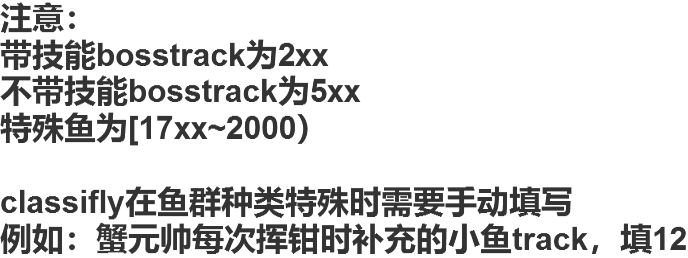 注意：
带技能bosstrack为2xx
不带技能bosstrack为5xx
特殊鱼为[17xx~2000）
classifly在鱼群种类特殊时需要手动填写
例如：蟹元帅每次挥钳时补充的小鱼track，填12